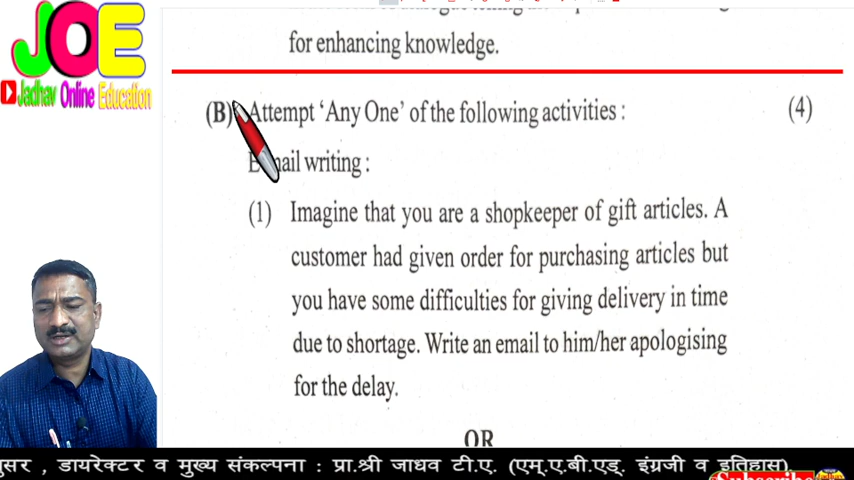 for enhancing knowledge.
JOE
Jadhav Online Education
(B) Attempt ‘Any One’ of the following activities : (4)
writing :
(1) Imagine that you are a shopkeeper of gift articles. A
customer had given order for purchasing articles but
you have some difficulties for giving delivery in time
due to shortage. Write an email to him/her apologising
for the delay.
OR
, डायरेक्टर व मुख्य संकल्पना : प्रा.श्री जाधव टी.ए. (एम्.ए.बी.एड्. इंग्रजी व इतिहास)
Subscribe